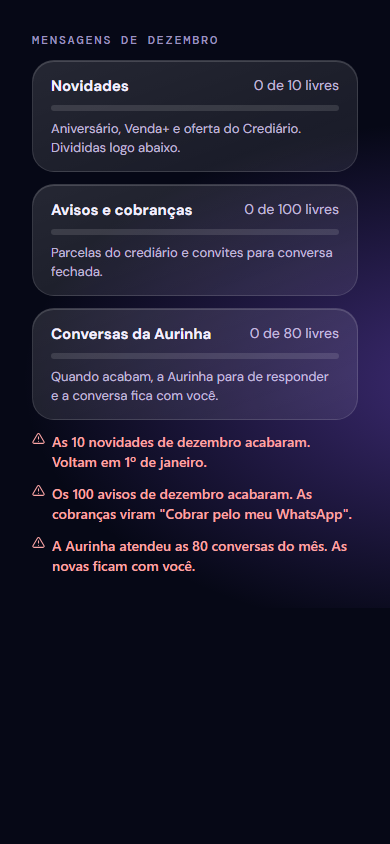 MENSAGENS DE DEZEMBRO
Novidades
0 de 10 livres
Aniversário, Venda+ e oferta do Crediário.
Divididas logo abaixo.
Avisos e cobranças
0 de 100 livres
Parcelas do crediário e convites para conversa
fechada.
Conversas da Aurinha
0 de 80 livres
Quando acabam, a Aurinha para de responder
e a conversa fica com você.
As 10 novidades de dezembro acabaram.
Voltam em 1º de janeiro.
Os 100 avisos de dezembro acabaram. As
cobranças viram "Cobrar pelo meu WhatsApp".
A Aurinha atendeu as 80 conversas do mês. As
novas ficam com você.